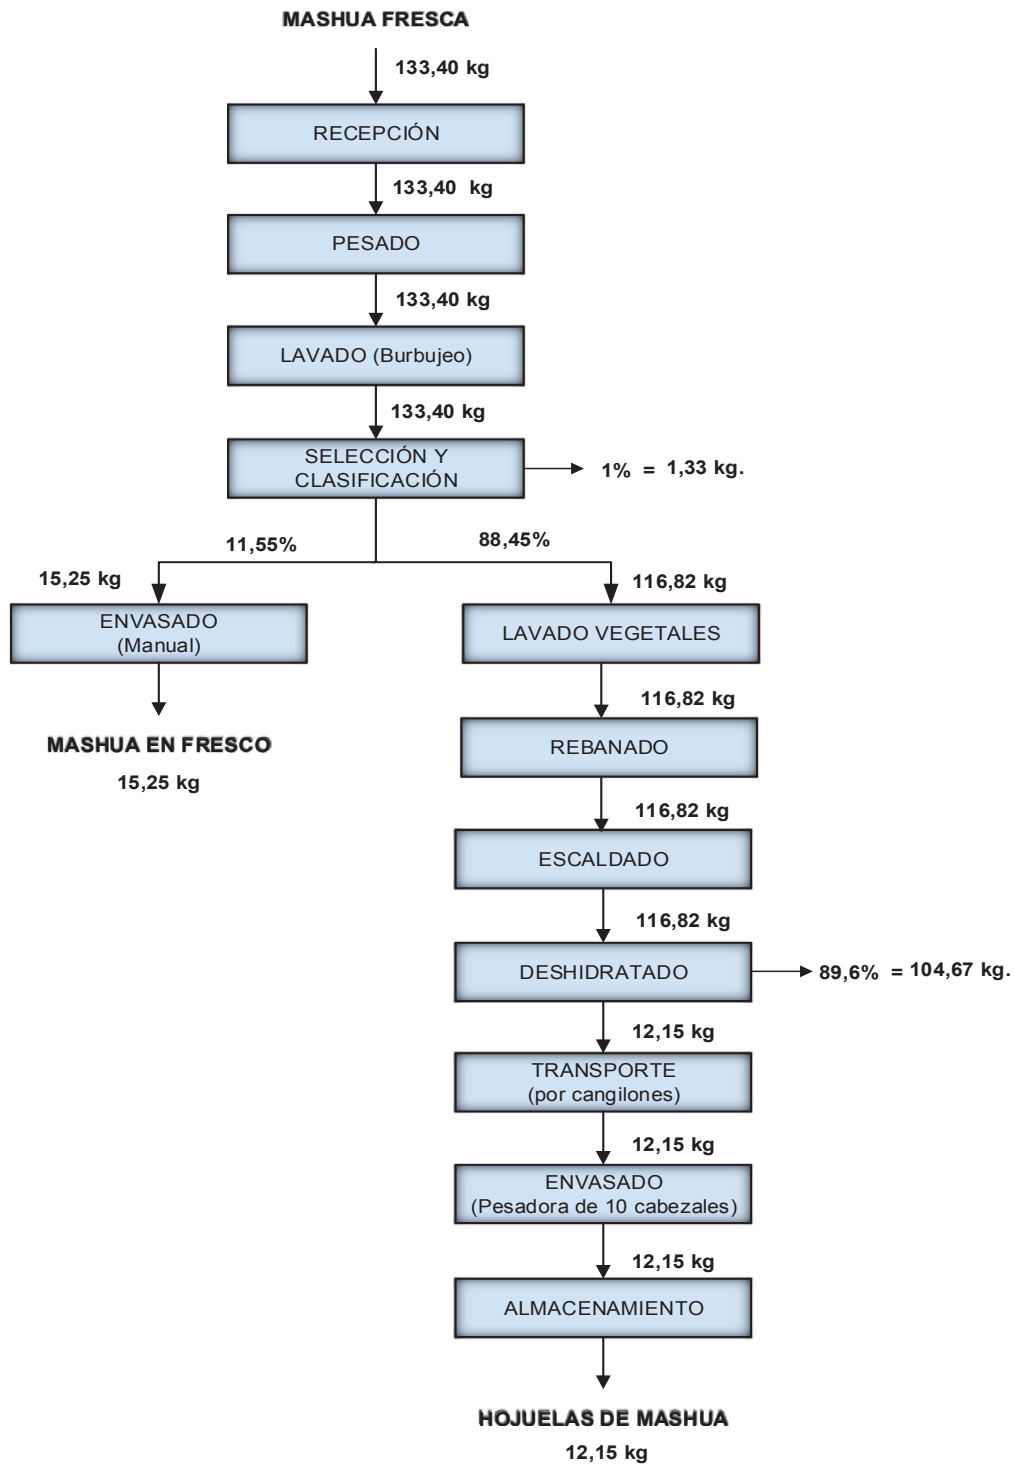 MASHUA FRESCA
133,40 kg
RECEPCIÓN
133,40 kg
PESADO
133,40 kg
LAVADO (Burbujeo)
133,40 kg
SELECCIÓN Y
CLASIFICACIÓN
1% = 1,33 kg.
11,55%
88,45%
15,25 kg
116,82 kg
ENVASADO
(Manual)
LAVADO VEGETALES
116,82 kg
MASHUA EN FRESCO
15,25 kg
REBANADO
116,82 kg
ESCALDADO
116,82 kg
DESHIDRATADO
89,6% = 104,67 kg.
12,15 kg
TRANSPORTE
(por cangilones)
12,15 kg
ENVASADO
(Pesadora de 10 cabezales)
12,15 kg
ALMACENAMIENTO
HOJUELAS DE MASHUA
12,15 kg